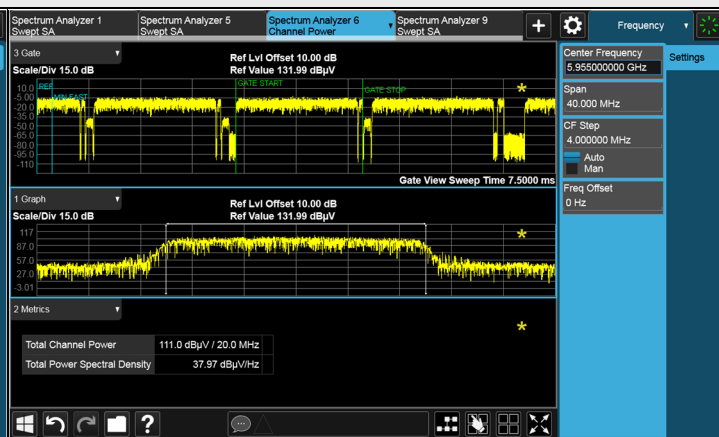 Spectrum Analyzer 1
Swept SA
Spectrum Analyzer 5
Swept SA
Spectrum Analyzer 6
Channel Power
Spectrum Analyzer 9
Swept SA
+
Frequency
3 Gate
Scale/Div 15.0 dB
Ref Lvl Offset 10.00 dB
Ref Value 131.99 dBµV
10.0
-5.00
-20.0
-35.0
-50.0
-65.0
-80.0
-95.0
-110
REF
MIN FAST
GATE START
GATE STOP
Gate View Sweep Time 7.5000 ms
1 Graph
Scale/Div 15.0 dB
Ref Lvl Offset 10.00 dB
Ref Value 131.99 dBµV
117
87.0
57.0
27.0
-3.01
2 Metrics
Total Channel Power 111.0 dBµV / 20.0 MHz
Total Power Spectral Density 37.97 dBµV/Hz
Center Frequency
5.955000000 GHz
Settings
Span
40.000 MHz
CF Step
4.000000 MHz
Auto
Man
Freq Offset
0 Hz
?